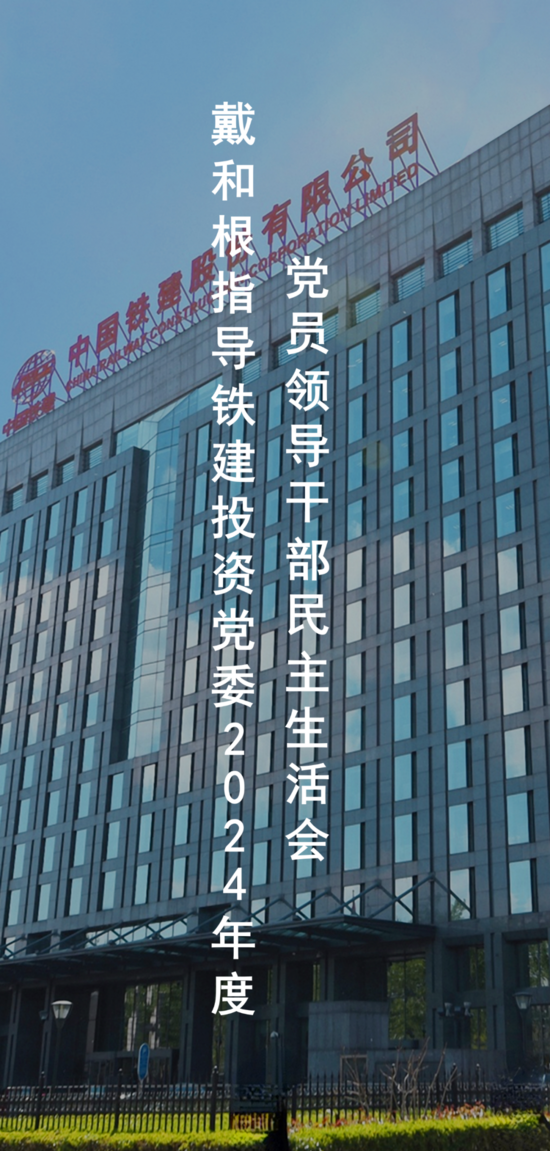 戴和根指导铁建投资党委2024年度
党员领导干部民主生活会
中国铁建股份有限公司
CHINA RAILWAY CONSTRUCTION CORPORATION LIMITED
中国铁建